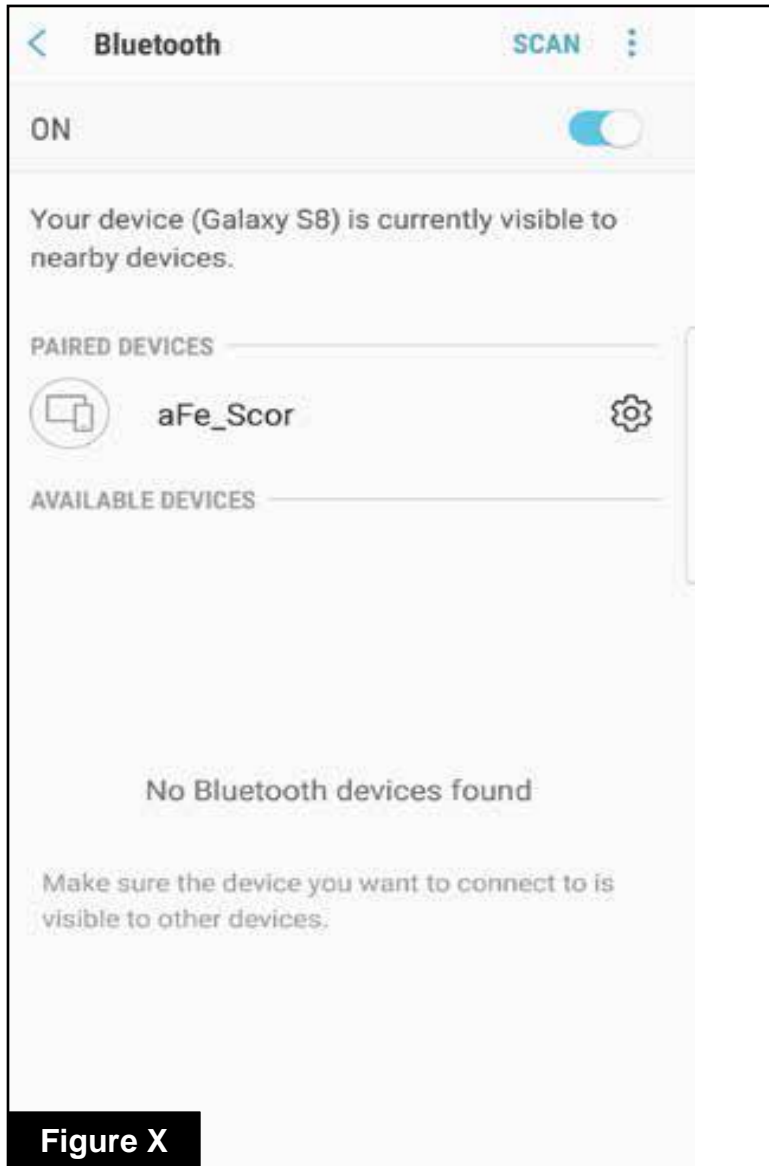 Bluetooth SCAN
ON
Your device (Galaxy S8) is currently visible to
nearby devices.
PAIRED DEVICES
aFe_Scor
AVAILABLE DEVICES
No Bluetooth devices found
Make sure the device you want to connect to is
visible to other devices.
Figure X